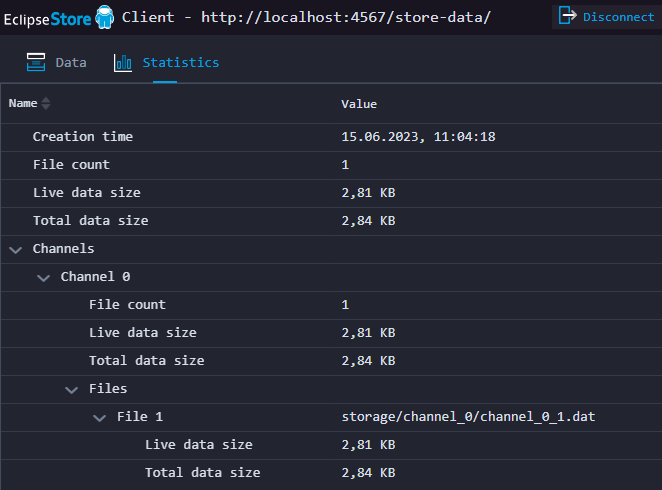 EclipseStore Client - http://localhost:4567/store-data/ Disconnect
Data Statistics
Name Value
Creation time 15.06.2023, 11:04:18
File count 1
Live data size 2,81 KB
Total data size 2,84 KB
Channels
Channel 0
File count 1
Live data size 2,81 KB
Total data size 2,84 KB
Files
File 1 storage/channel_0/channel_0_1.dat
Live data size 2,81 KB
Total data size 2,84 KB